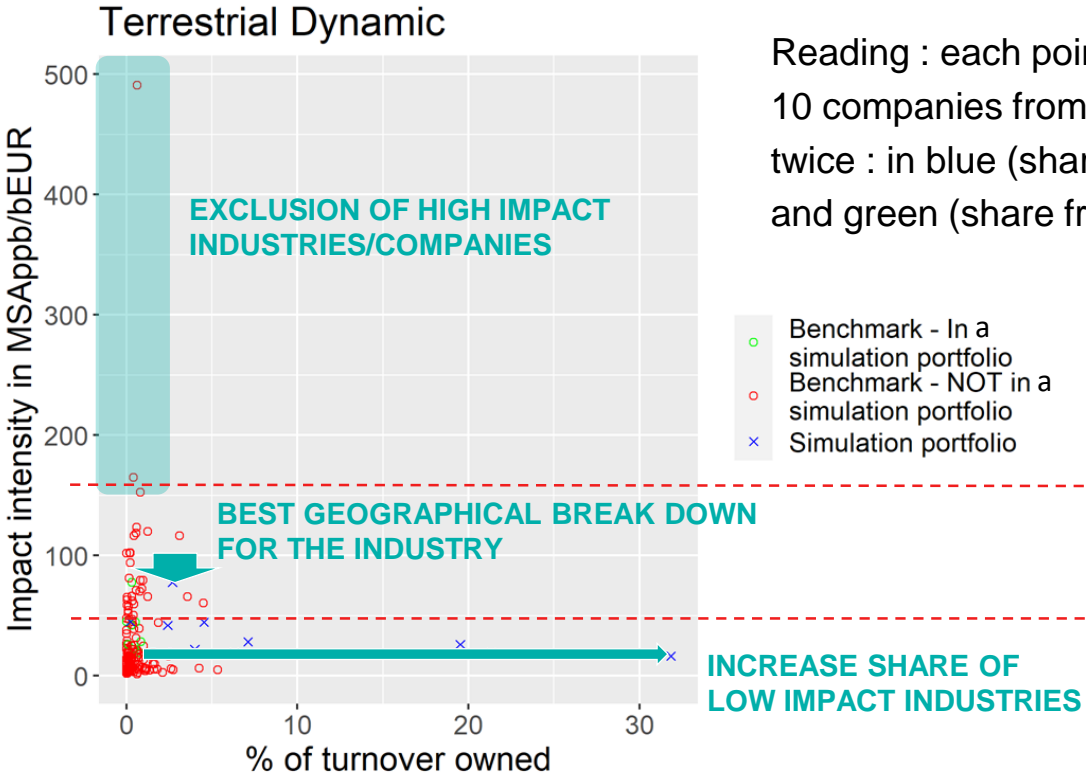 Terrestrial Dynamic
Reading : each poin
10 companies from
twice : in blue (shar
and green (share fr
500
400
300
200
100
0
Impact intensity in MSAppb/bEUR
EXCLUSION OF HIGH IMPACT
INDUSTRIES/COMPANIES
Benchmark - In a
simulation portfolio
Benchmark - NOT in a
simulation portfolio
Simulation portfolio
BEST GEOGRAPHICAL BREAK DOWN
FOR THE INDUSTRY
INCREASE SHARE OF
LOW IMPACT INDUSTRIES
0 10 20 30
% of turnover owned